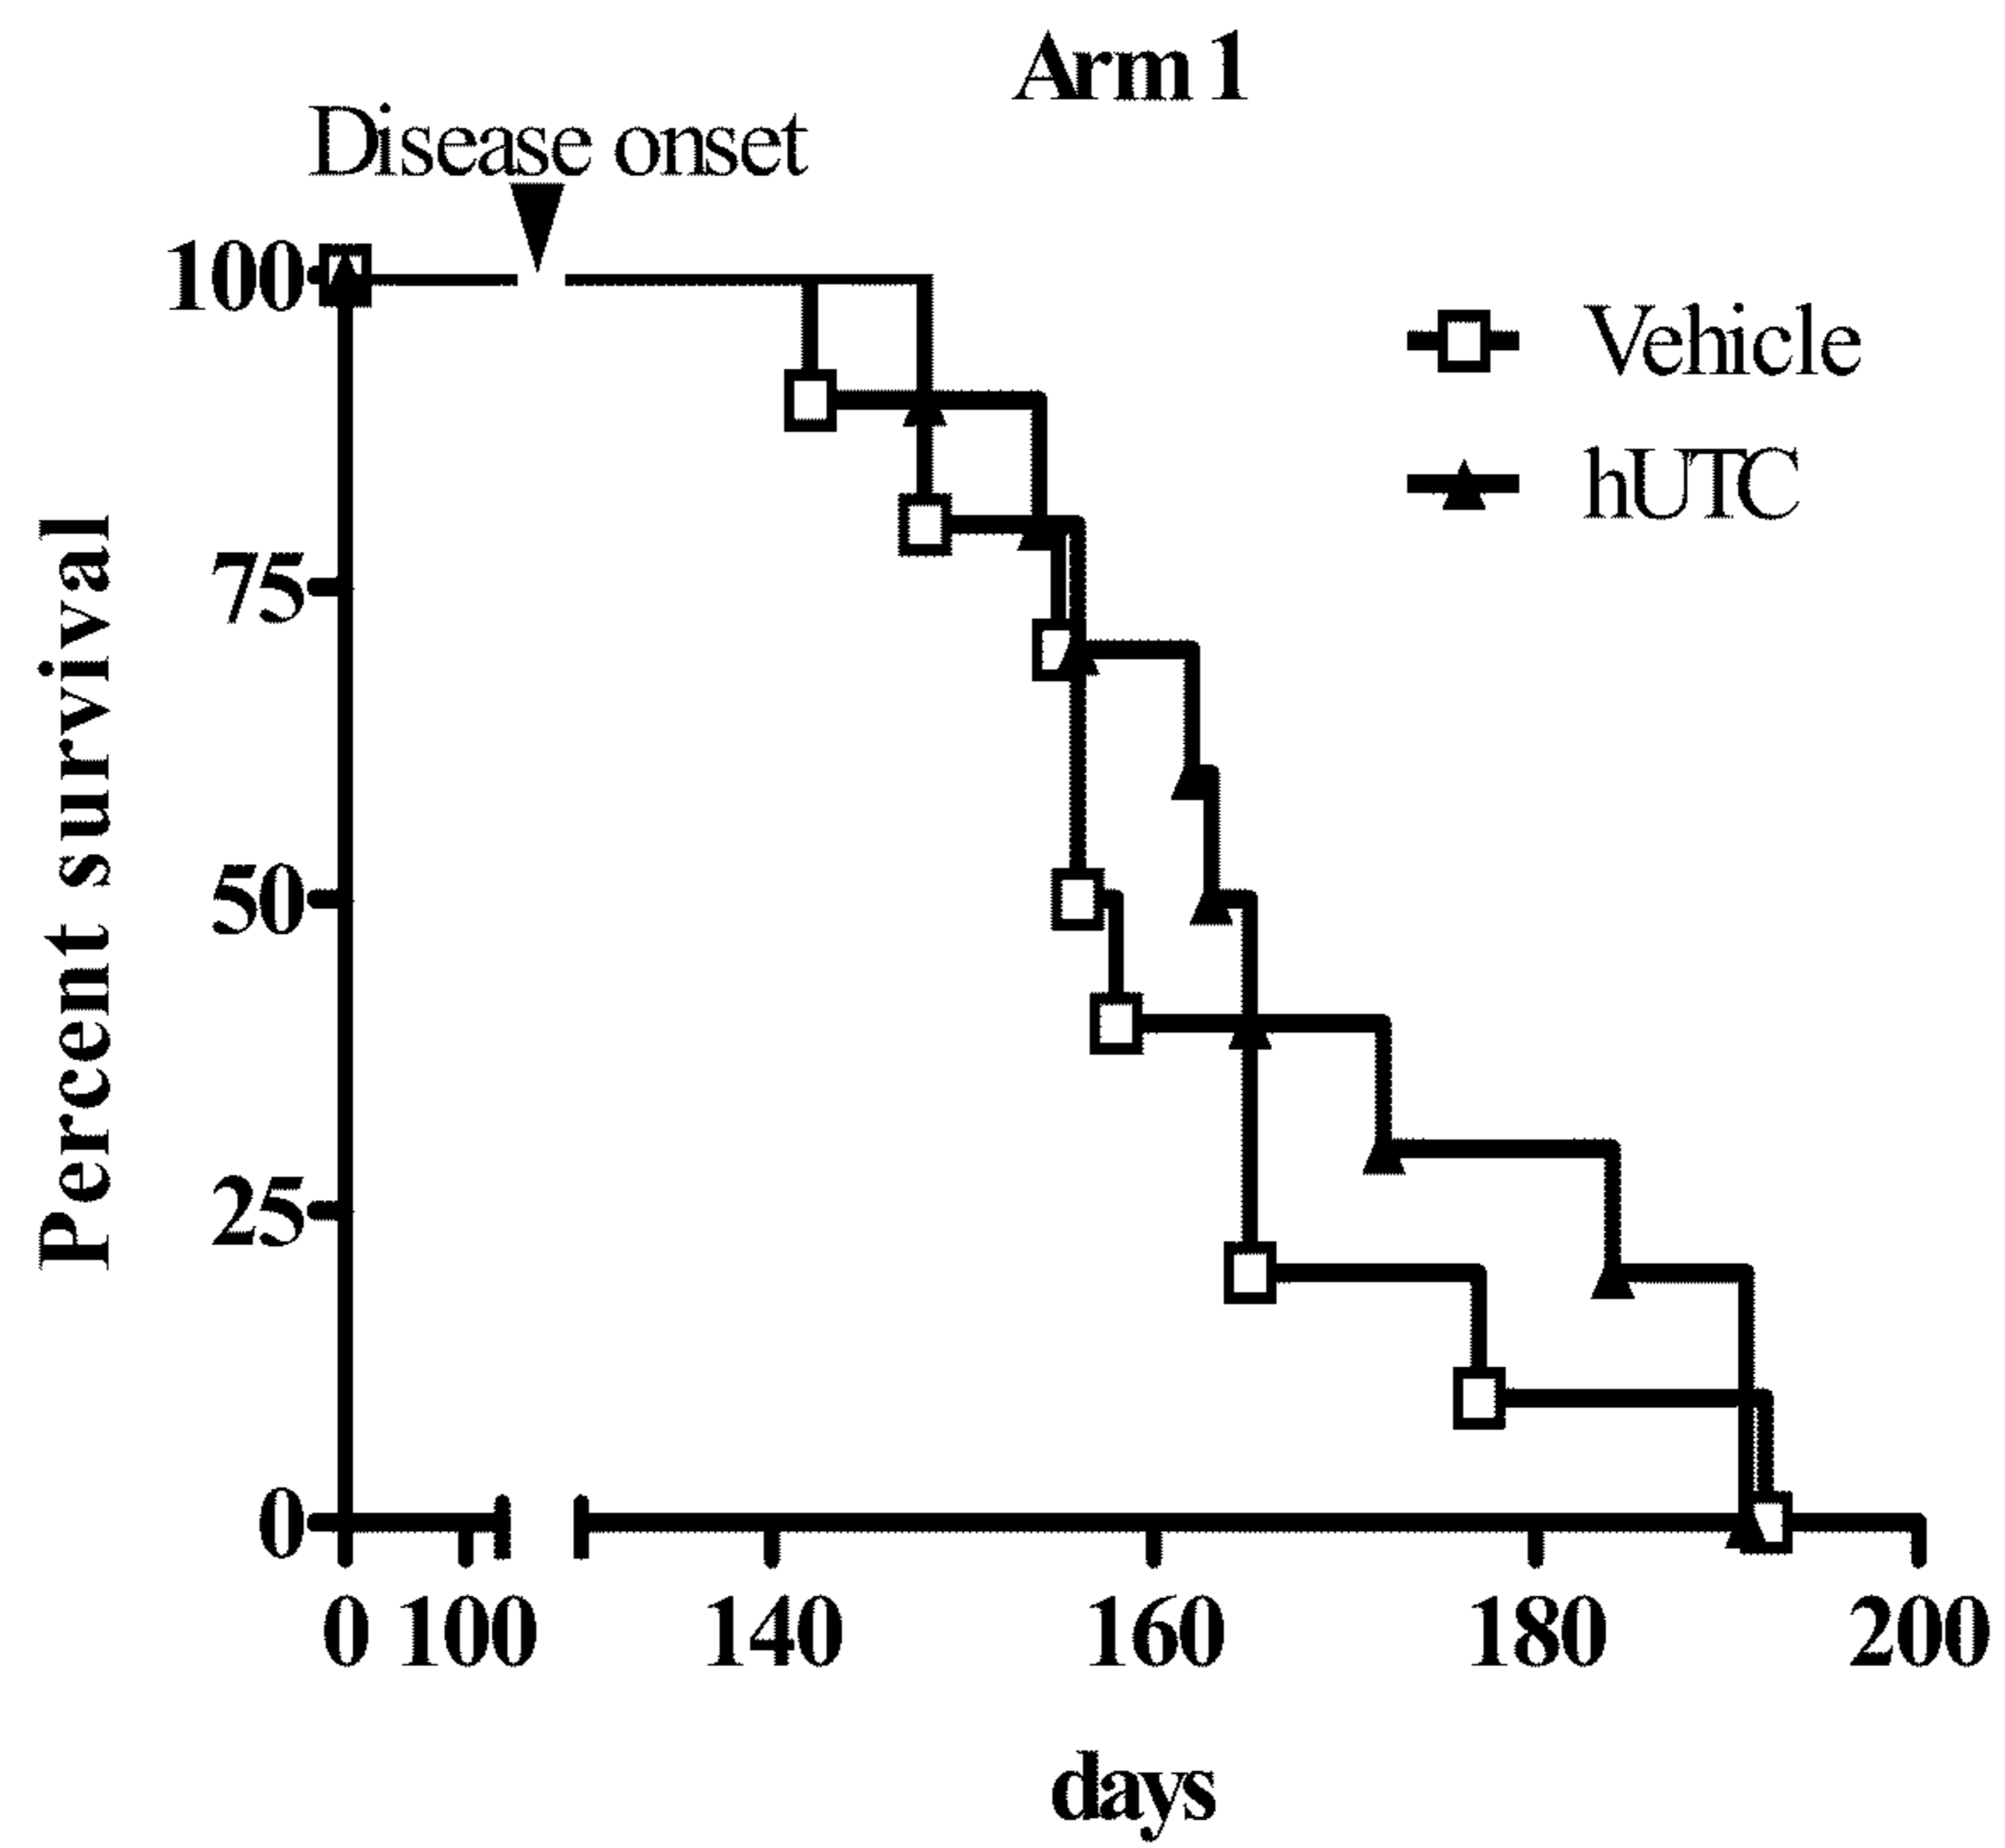 Arm 1
Disease onset
Vehicle
hUTC
Percent survival
100
75
50
25
0
0 100 140 160 180 200
days